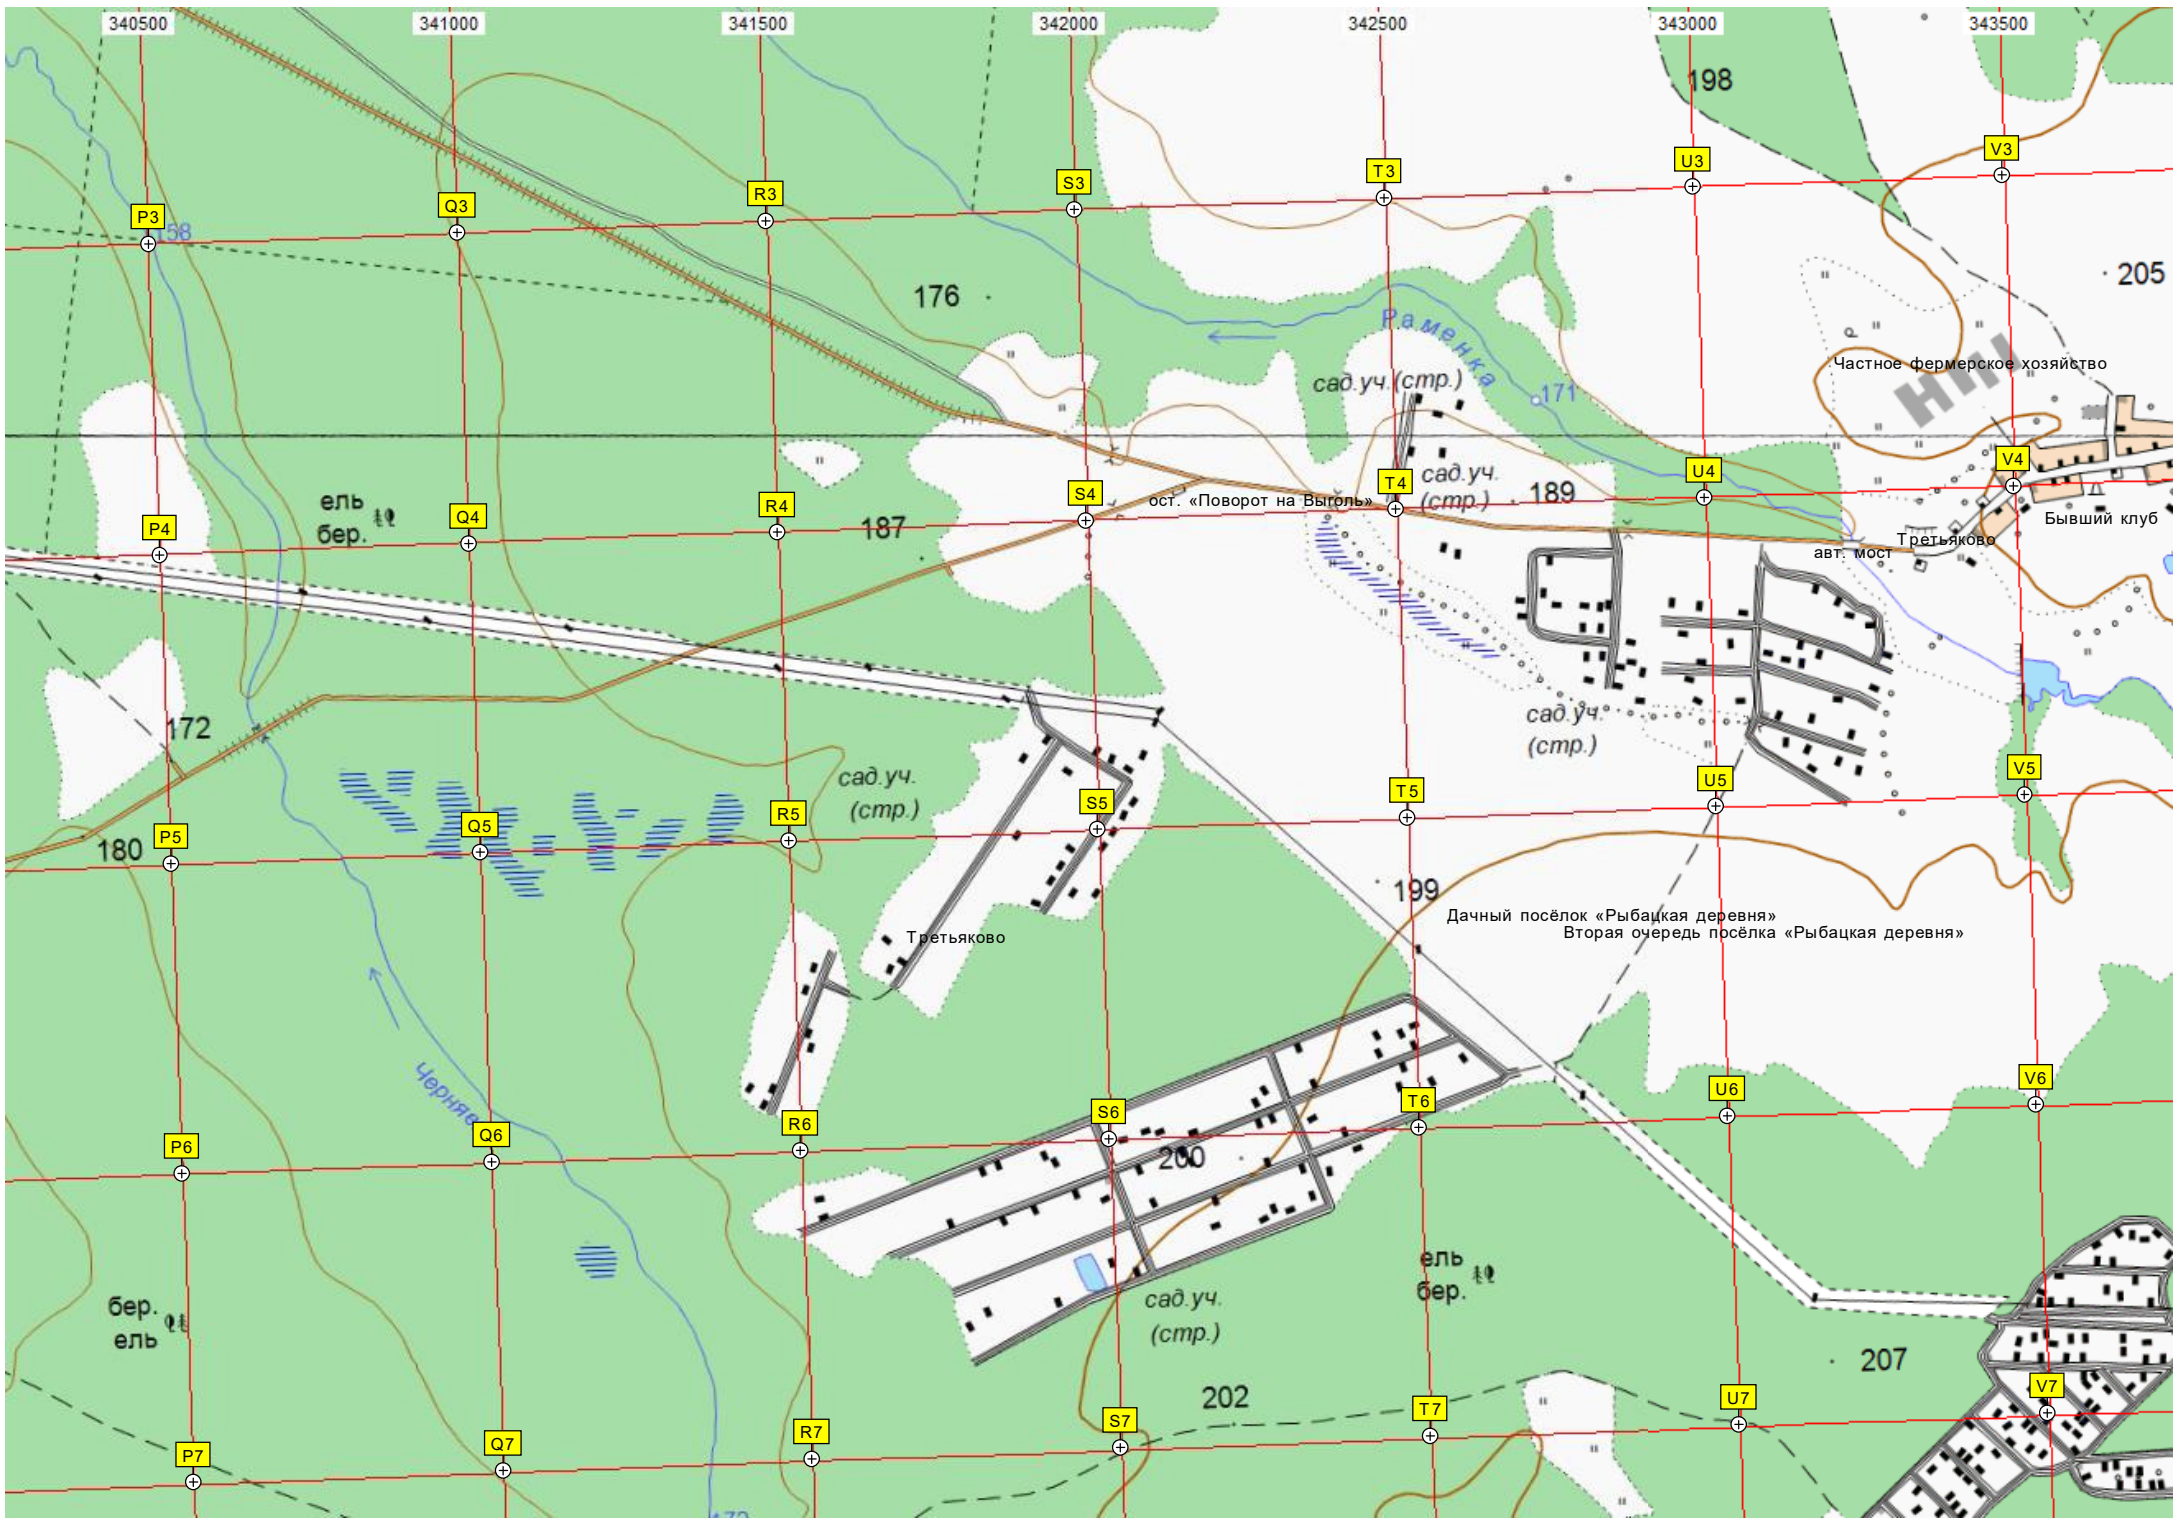 340500 341000 341500 342000 342500 343000 343500
198
V3
U3
T3
S3
R3
Q3
P3
158
205
176
Раменка
Частное фермерское хозяйство
сад.уч.(стр.)
171
V4
U4
T4
сад.уч.
(стр.)
189
S4
ост. «Поворот на Выголь»
R4
Q4
P4
ель
бер.
187
Бывший клуб
Третьяково
авт. мост
сад.уч.
(стр.)
172
V5
U5
T5
S5
R5
Q5
P5
сад.уч.
(стр.)
180
199
Дачный посёлок «Рыбацкая деревня»
Вторая очередь посёлка «Рыбацкая деревня»
Третьяково
Черняв
V6
U6
T6
S6
R6
Q6
P6
200
ель
бер.
сад.уч.
(стр.)
бер.
ель
207
202
V7
U7
T7
S7
R7
Q7
P7